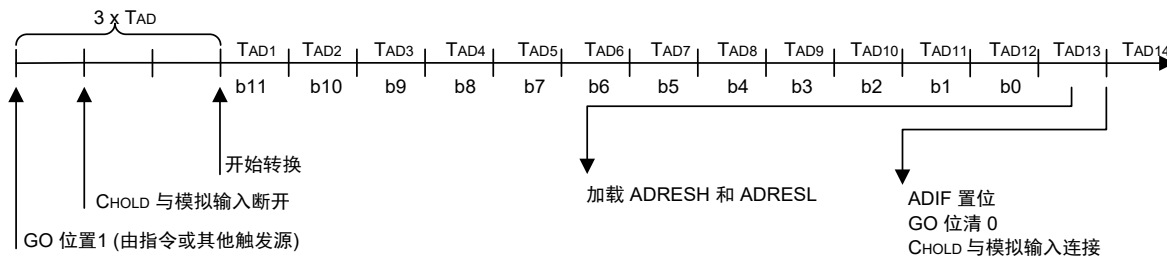 3 x TAD
TAD1 TAD2 TAD3 TAD4 TAD5 TAD6 TAD7 TAD8 TAD9 TAD10 TAD11 TAD12 TAD13 TAD14
b11 b10 b9 b8 b7 b6 b5 b4 b3 b2 b1 b0
开始转换
CHOLD 与模拟输入断开
GO 位置1 (由指令或其他触发源)
加载 ADRESH 和 ADRESL
ADIF 置位
GO 位清 0
CHOLD 与模拟输入连接